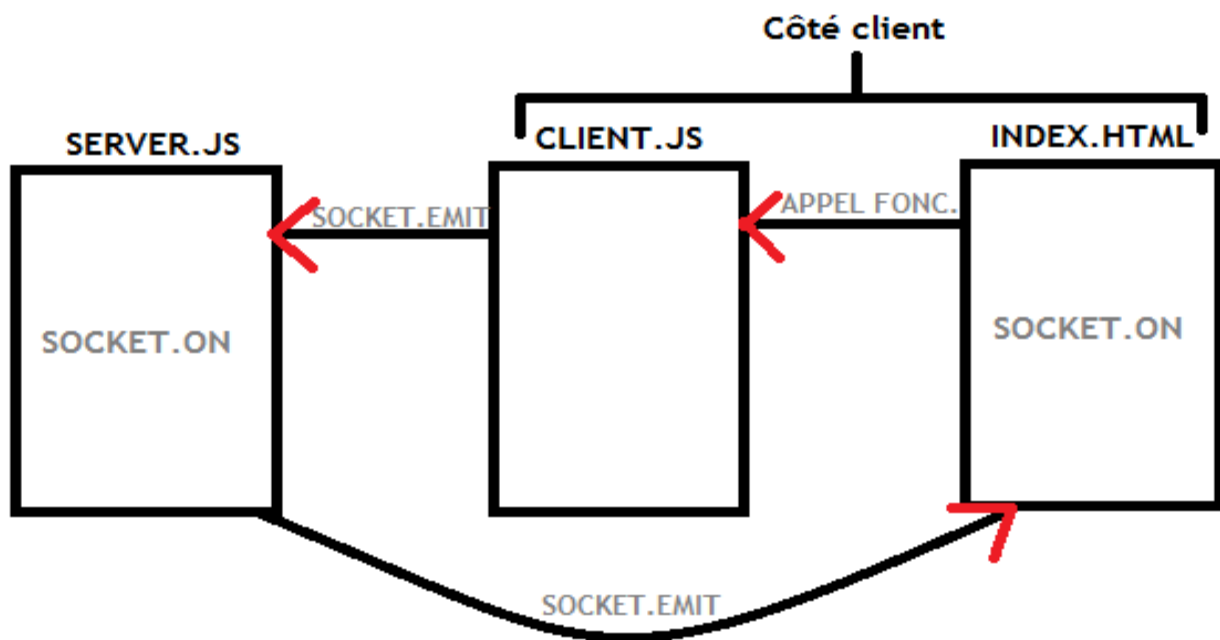 Côté client
SERVER.JS
CLIENT.JS
INDEX.HTML
SOCKET.EMIT
APPEL FONC.
SOCKET.ON
SOCKET.ON
SOCKET.EMIT